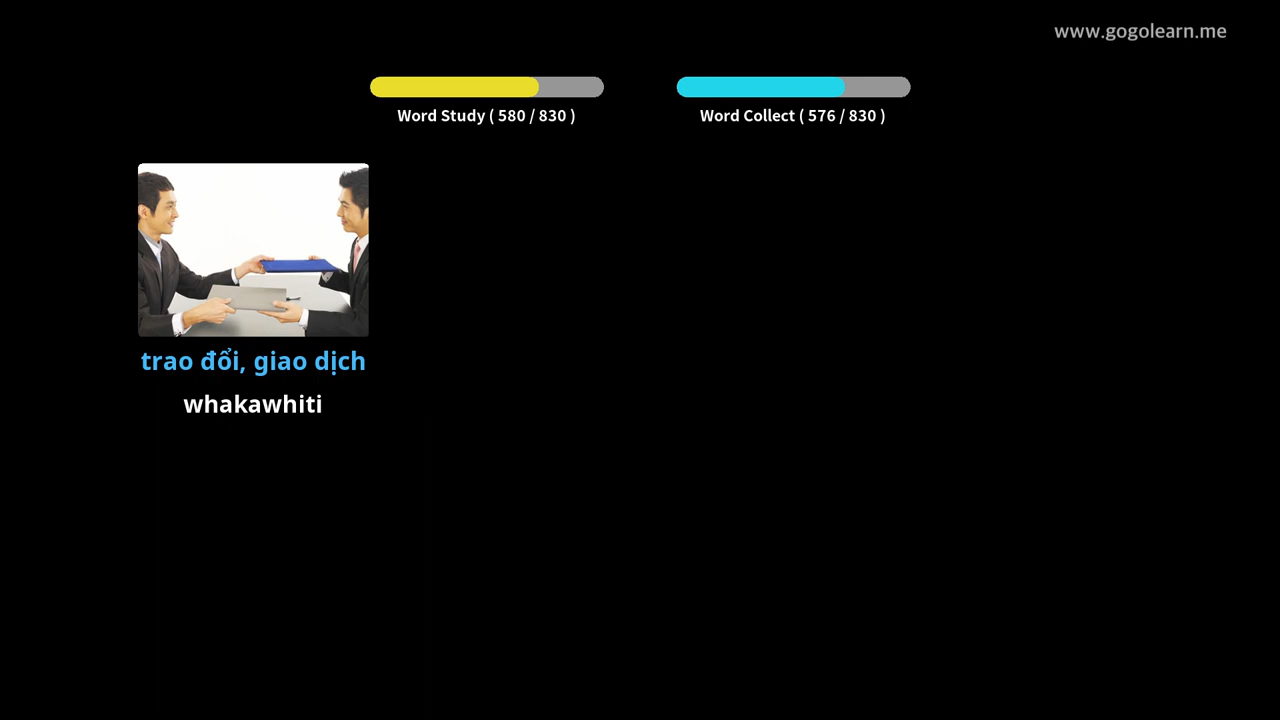 www.gogolearn.me
Word Study ( 580 / 830 )
Word Collect ( 576 / 830 )
trao đổi, giao dịch
whakawhiti